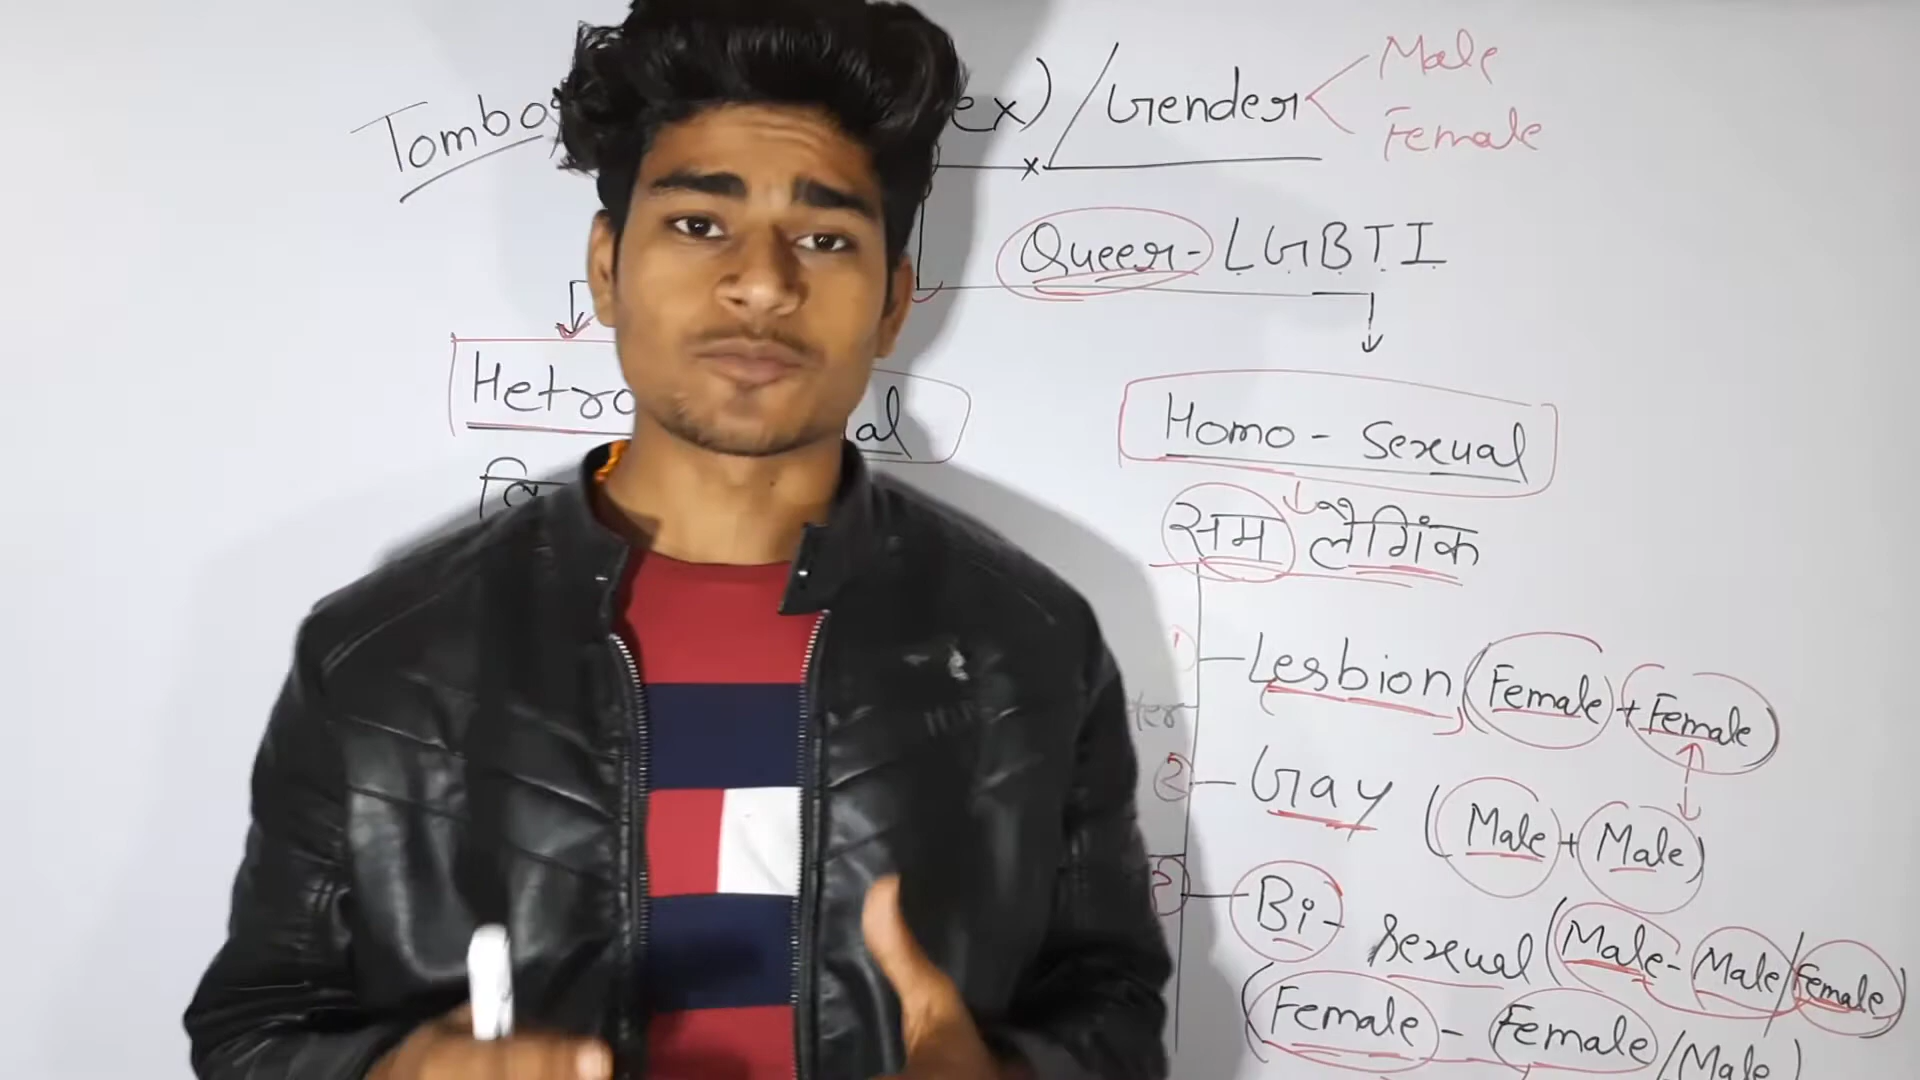 Tombo
ex) / Gender
Male
Female
Queer - LGBTI
Hetro
al
Homo - Sexual
सम लैगिंक
Lesbion (Female + Female)
② Gay (Male + Male)
Bi - Sexual (Male - Male / Female)
(Female - Female / Male)